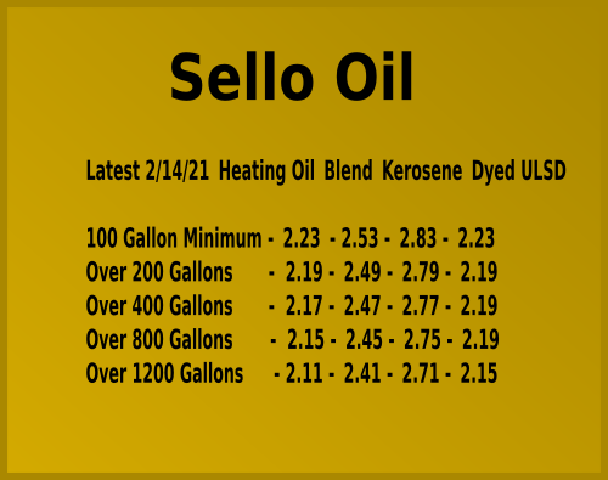 Sello Oil
Latest 2/14/21 Heating Oil Blend Kerosene Dyed ULSD
100 Gallon Minimum - 2.23 - 2.53 - 2.83 - 2.23
Over 200 Gallons - 2.19 - 2.49 - 2.79 - 2.19
Over 400 Gallons - 2.17 - 2.47 - 2.77 - 2.19
Over 800 Gallons - 2.15 - 2.45 - 2.75 - 2.19
Over 1200 Gallons - 2.11 - 2.41 - 2.71 - 2.15